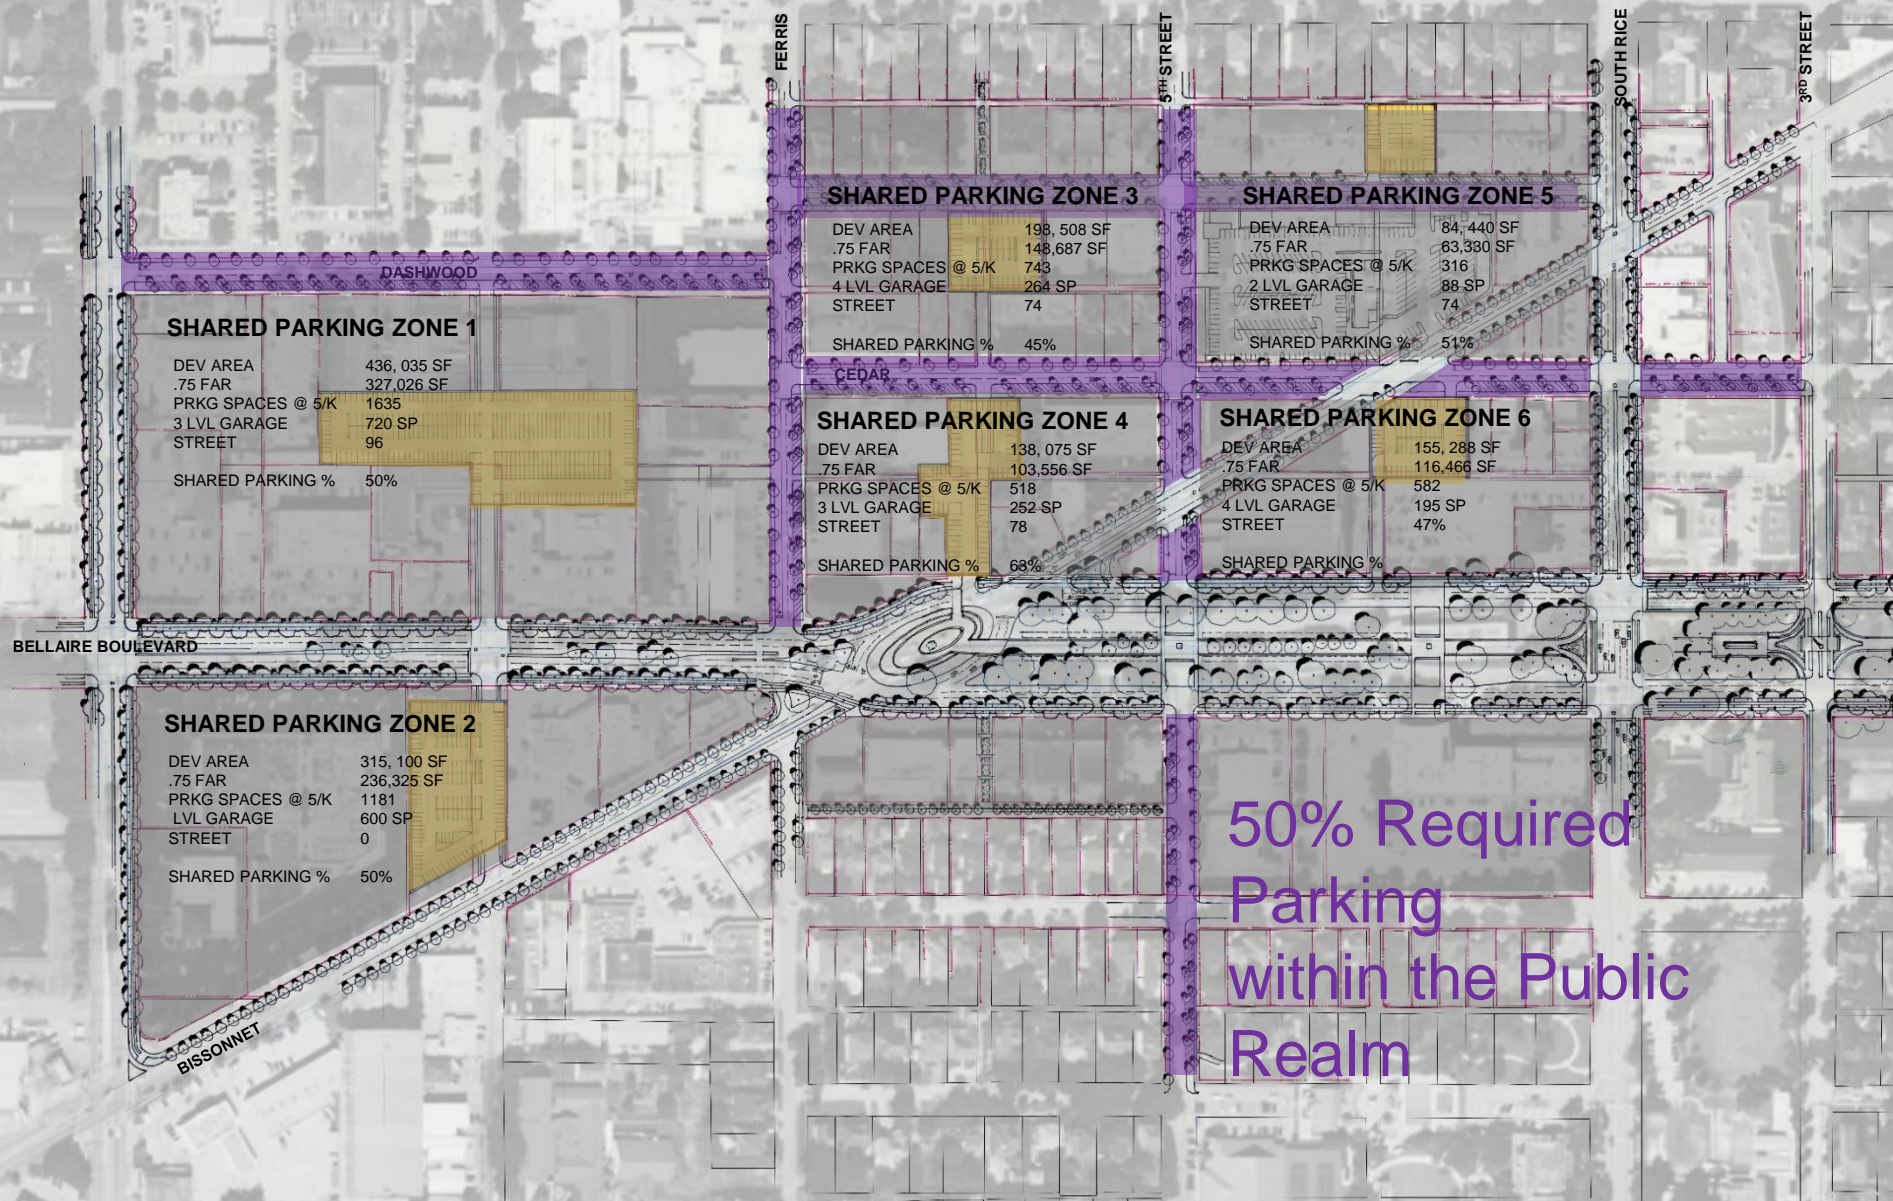 FERRIS
5TH STREET
SOUTH RICE
3RD STREET
SHARED PARKING ZONE 3
DEV AREA 198, 508 SF
.75 FAR 148,687 SF
PRKG SPACES @ 5/K 743
4 LVL GARAGE 264 SP
STREET 74
SHARED PARKING % 45%
SHARED PARKING ZONE 5
DEV AREA 84, 440 SF
.75 FAR 63,330 SF
PRKG SPACES @ 5/K 316
2 LVL GARAGE 88 SP
STREET 74
SHARED PARKING % 51%
DASHWOOD
SHARED PARKING ZONE 1
DEV AREA 436, 035 SF
.75 FAR 327,026 SF
PRKG SPACES @ 5/K 1635
3 LVL GARAGE 720 SP
STREET 96
SHARED PARKING % 50%
CEDAR
SHARED PARKING ZONE 4
DEV AREA 138, 075 SF
.75 FAR 103,556 SF
PRKG SPACES @ 5/K 518
3 LVL GARAGE 252 SP
STREET 78
SHARED PARKING % 63%
SHARED PARKING ZONE 6
DEV AREA 155, 288 SF
.75 FAR 116,466 SF
PRKG SPACES @ 5/K 582
4 LVL GARAGE 195 SP
STREET 47%
SHARED PARKING %
BELLAIRE BOULEVARD
SHARED PARKING ZONE 2
DEV AREA 315, 100 SF
.75 FAR 236,325 SF
PRKG SPACES @ 5/K 1181
LVL GARAGE 600 SP
STREET 0
SHARED PARKING % 50%
BISSONNET
50% Required
Parking
within the Public
Realm